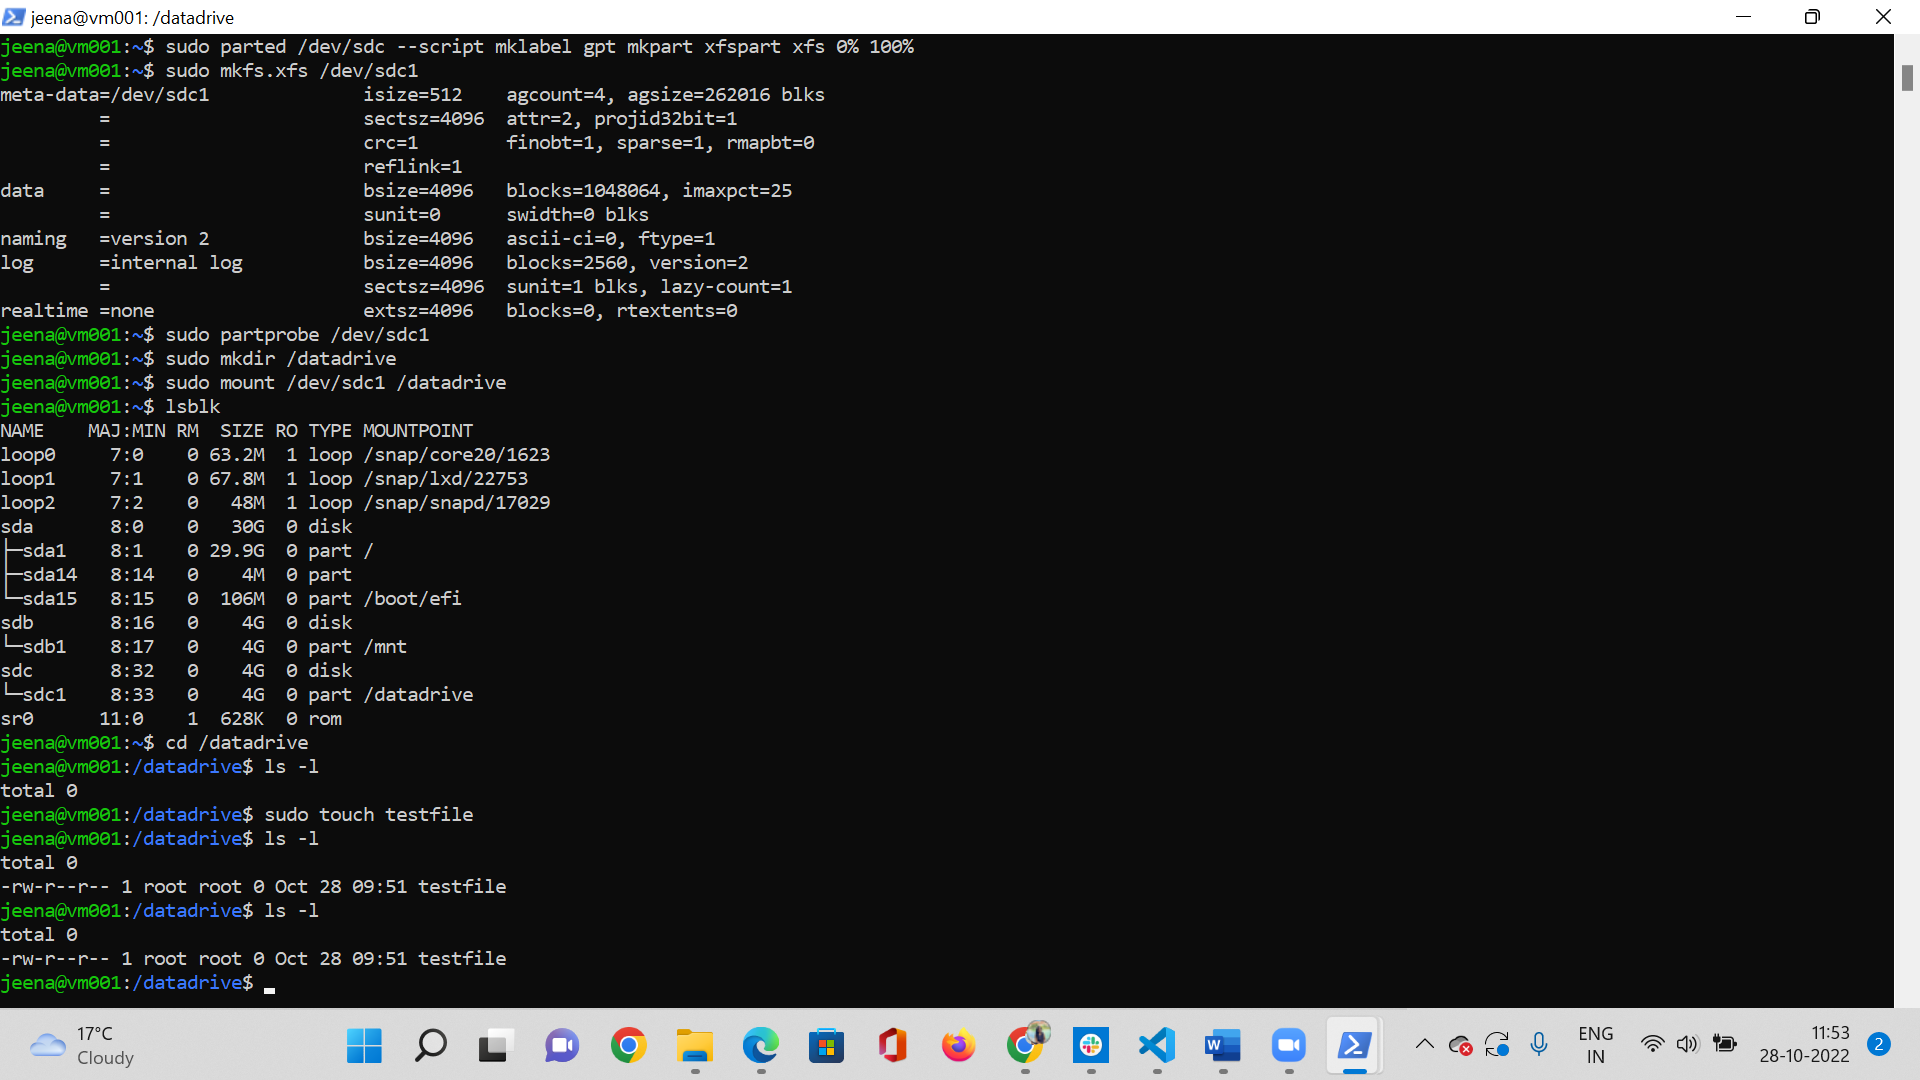 jeena@vm001: /datadrive
jeena@vm001:~$ sudo parted /dev/sdc --script mklabel gpt mkpart xfspart xfs 0% 100%
jeena@vm001:~$ sudo mkfs.xfs /dev/sdc1
meta-data=/dev/sdc1              isize=512    agcount=4, agsize=262016 blks
         =                       sectsz=4096  attr=2, projid32bit=1
         =                       crc=1        finobt=1, sparse=1, rmapbt=0
         =                       reflink=1
data     =                       bsize=4096   blocks=1048064, imaxpct=25
         =                       sunit=0      swidth=0 blks
naming   =version 2              bsize=4096   ascii-ci=0, ftype=1
log      =internal log           bsize=4096   blocks=2560, version=2
         =                       sectsz=4096  sunit=1 blks, lazy-count=1
realtime =none                   extsz=4096   blocks=0, rtextents=0
jeena@vm001:~$ sudo partprobe /dev/sdc1
jeena@vm001:~$ sudo mkdir /datadrive
jeena@vm001:~$ sudo mount /dev/sdc1 /datadrive
jeena@vm001:~$ lsblk
NAME    MAJ:MIN RM  SIZE RO TYPE MOUNTPOINT
loop0     7:0    0 63.2M  1 loop /snap/core20/1623
loop1     7:1    0 67.8M  1 loop /snap/lxd/22753
loop2     7:2    0   48M  1 loop /snap/snapd/17029
sda       8:0    0   30G  0 disk
├─sda1    8:1    0 29.9G  0 part /
├─sda14   8:14   0    4M  0 part
└─sda15   8:15   0  106M  0 part /boot/efi
sdb       8:16   0    4G  0 disk
└─sdb1    8:17   0    4G  0 part /mnt
sdc       8:32   0    4G  0 disk
└─sdc1    8:33   0    4G  0 part /datadrive
sr0      11:0    1  628K  0 rom
jeena@vm001:~$ cd /datadrive
jeena@vm001:/datadrive$ ls -l
total 0
jeena@vm001:/datadrive$ sudo touch testfile
jeena@vm001:/datadrive$ ls -l
total 0
-rw-r--r-- 1 root root 0 Oct 28 09:51 testfile
jeena@vm001:/datadrive$ ls -l
total 0
-rw-r--r-- 1 root root 0 Oct 28 09:51 testfile
jeena@vm001:/datadrive$
17°C
Cloudy
ENG
IN
11:53
28-10-2022
2